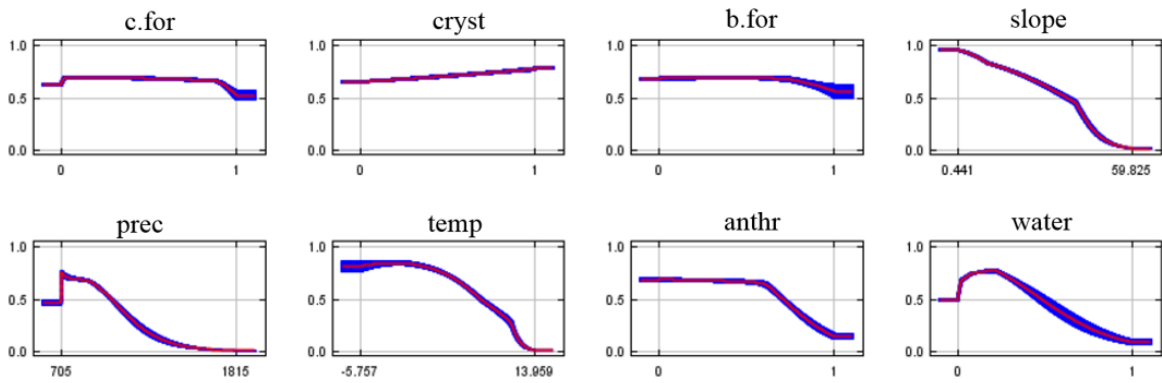 c.for cryst b.for slope
1.0 1.0 1.0 1.0
0.5 0.5 0.5 0.5
0.0 0.0 0.0 0.0
0 1 0 1 0 1 0.441 59.825
prec temp anthr water
1.0 1.0 1.0 1.0
0.5 0.5 0.5 0.5
0.0 0.0 0.0 0.0
705 1815 -5.757 13.959 0 1 0 1